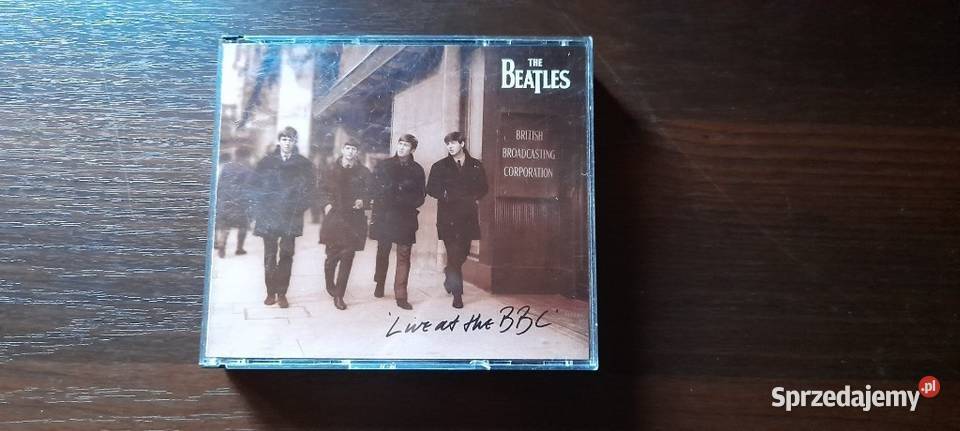 THE
BEATLES
BRITISH
BROADCASTING
CORPORATION
'Live at the BBC'
Sprzedajemy.pl